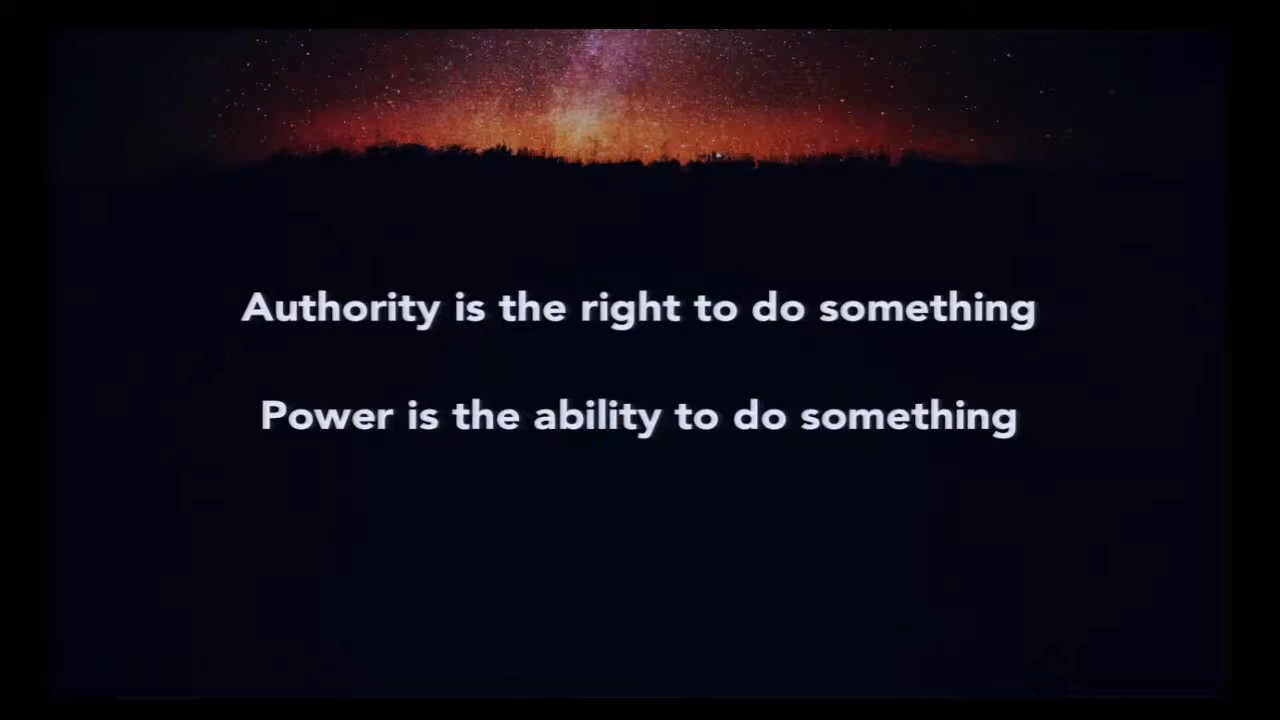 Authority is the right to do something
Power is the ability to do something